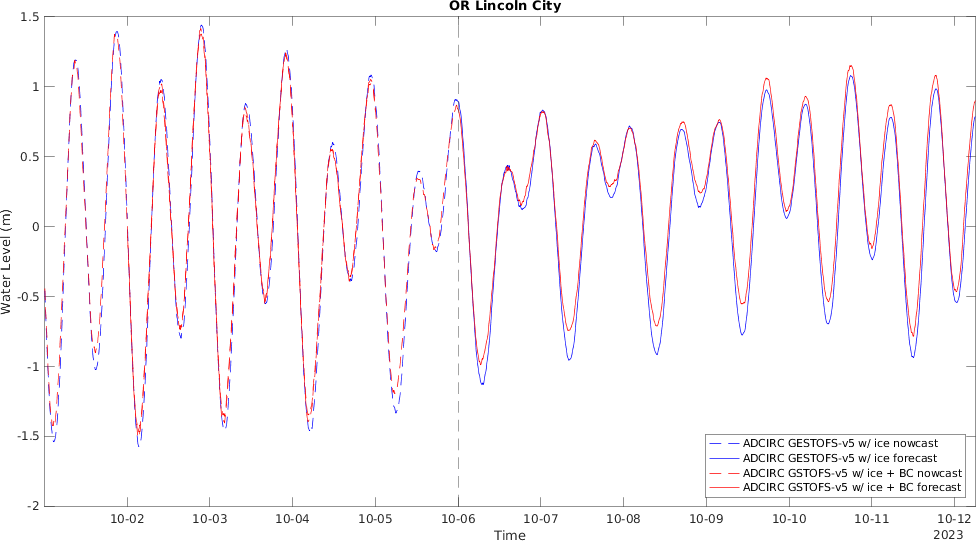 OR Lincoln City
1.5
1
0.5
0
-0.5
-1
-1.5
-2
Water Level (m)
10-02 10-03 10-04 10-05 10-06 10-07 10-08 10-09 10-10 10-11 10-12
2023
Time
ADCIRC GESTOFS-v5 w/ ice nowcast
ADCIRC GESTOFS-v5 w/ ice forecast
ADCIRC GSTOFS-v5 w/ ice + BC nowcast
ADCIRC GSTOFS-v5 w/ ice + BC forecast